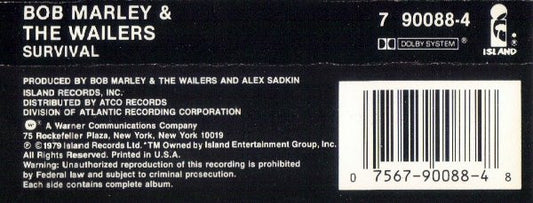 BOB MARLEY &
THE WAILERS
SURVIVAL
7 90088-4
DOLBY SYSTEM ®
ISLAND
PRODUCED BY BOB MARLEY & THE WAILERS AND ALEX SADKIN
ISLAND RECORDS, INC.
DISTRIBUTED BY ATCO RECORDS
DIVISION OF ATLANTIC RECORDING CORPORATION
A Warner Communications Company
75 Rockefeller Plaza, New York, New York 10019
℗ © 1979 Island Records Ltd. *TM Owned by Island Entertainment Group, Inc.
All Rights Reserved. Printed in U.S.A.
Warning: Unauthorized reproduction of this recording is prohibited
by Federal law and subject to criminal prosecution.
Each side contains complete album.
0 7567-90088-4 8